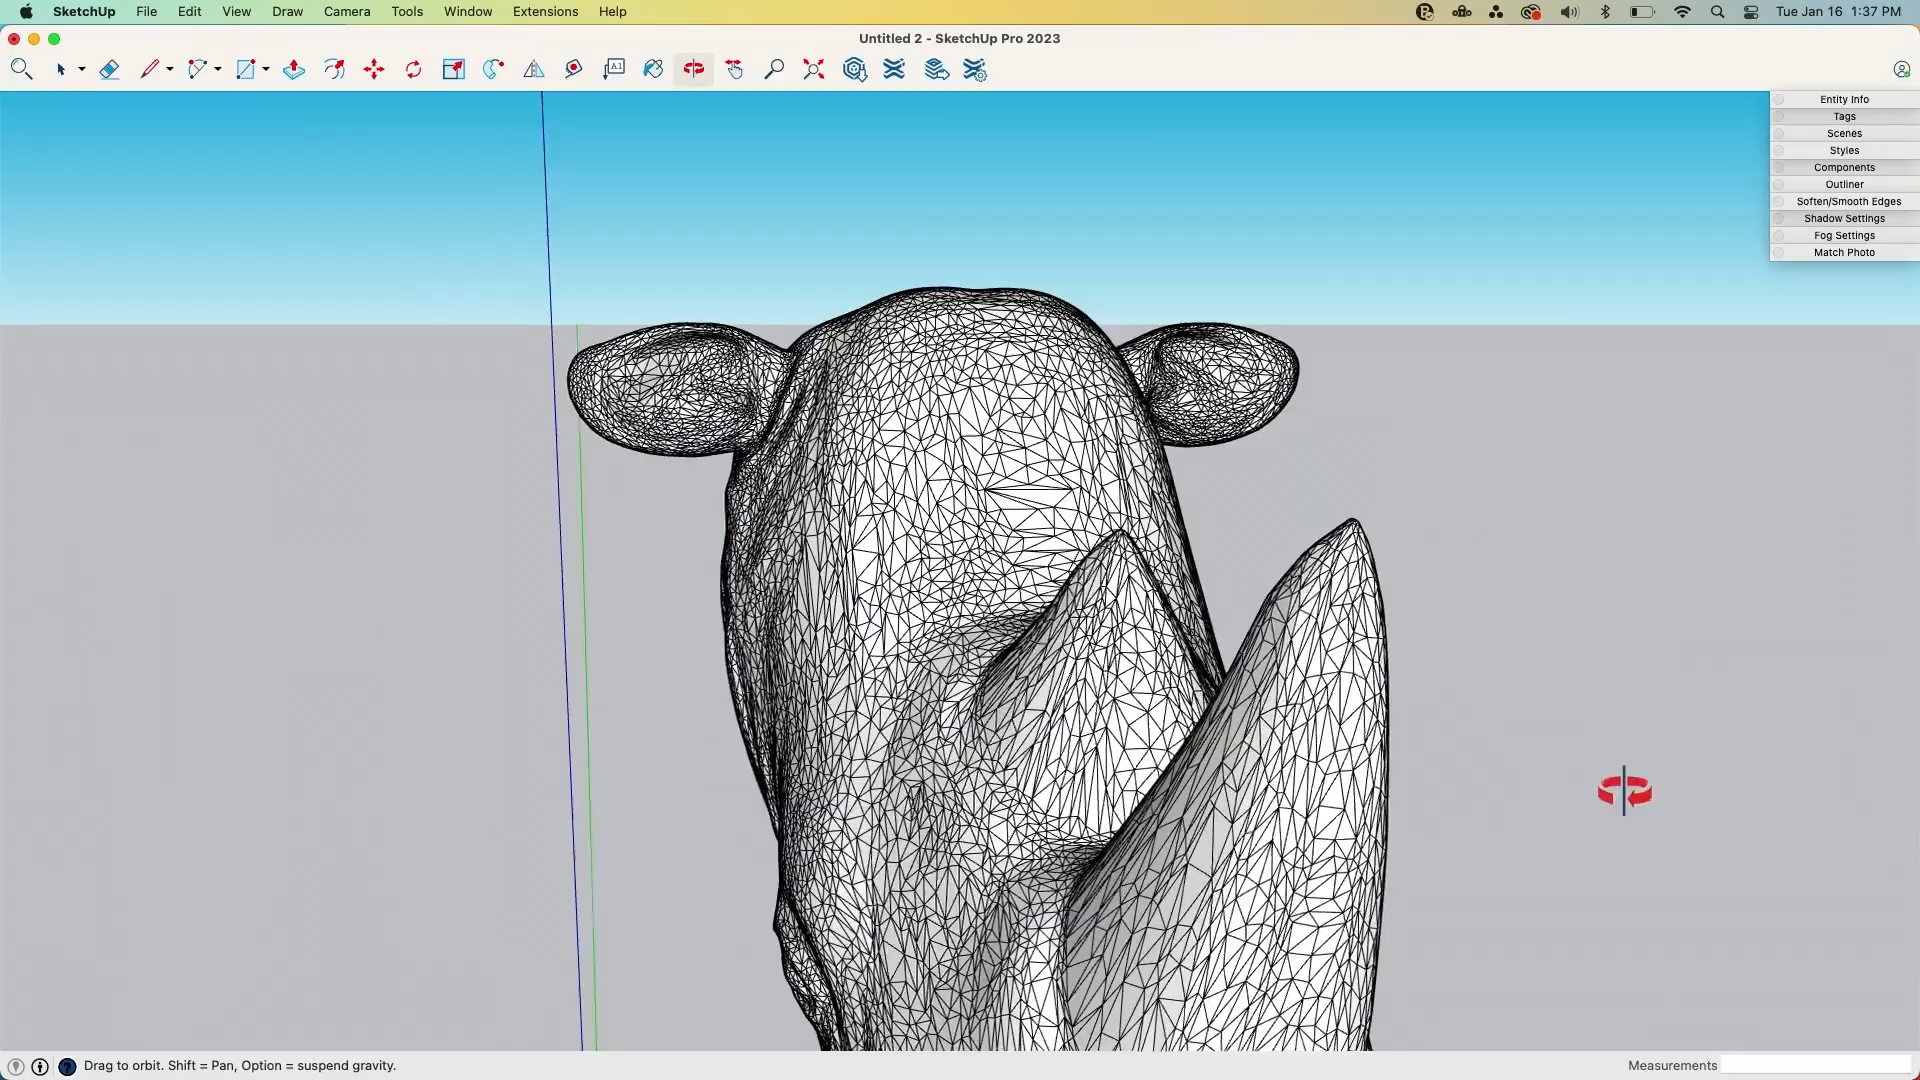 SketchUp File Edit View Draw Camera Tools Window Extensions Help Tue Jan 16 1:37 PM
Untitled 2 - SketchUp Pro 2023
A1
Entity Info
Tags
Scenes
Styles
Components
Outliner
Soften/Smooth Edges
Shadow Settings
Fog Settings
Match Photo
Drag to orbit. Shift = Pan, Option = suspend gravity. Measurements